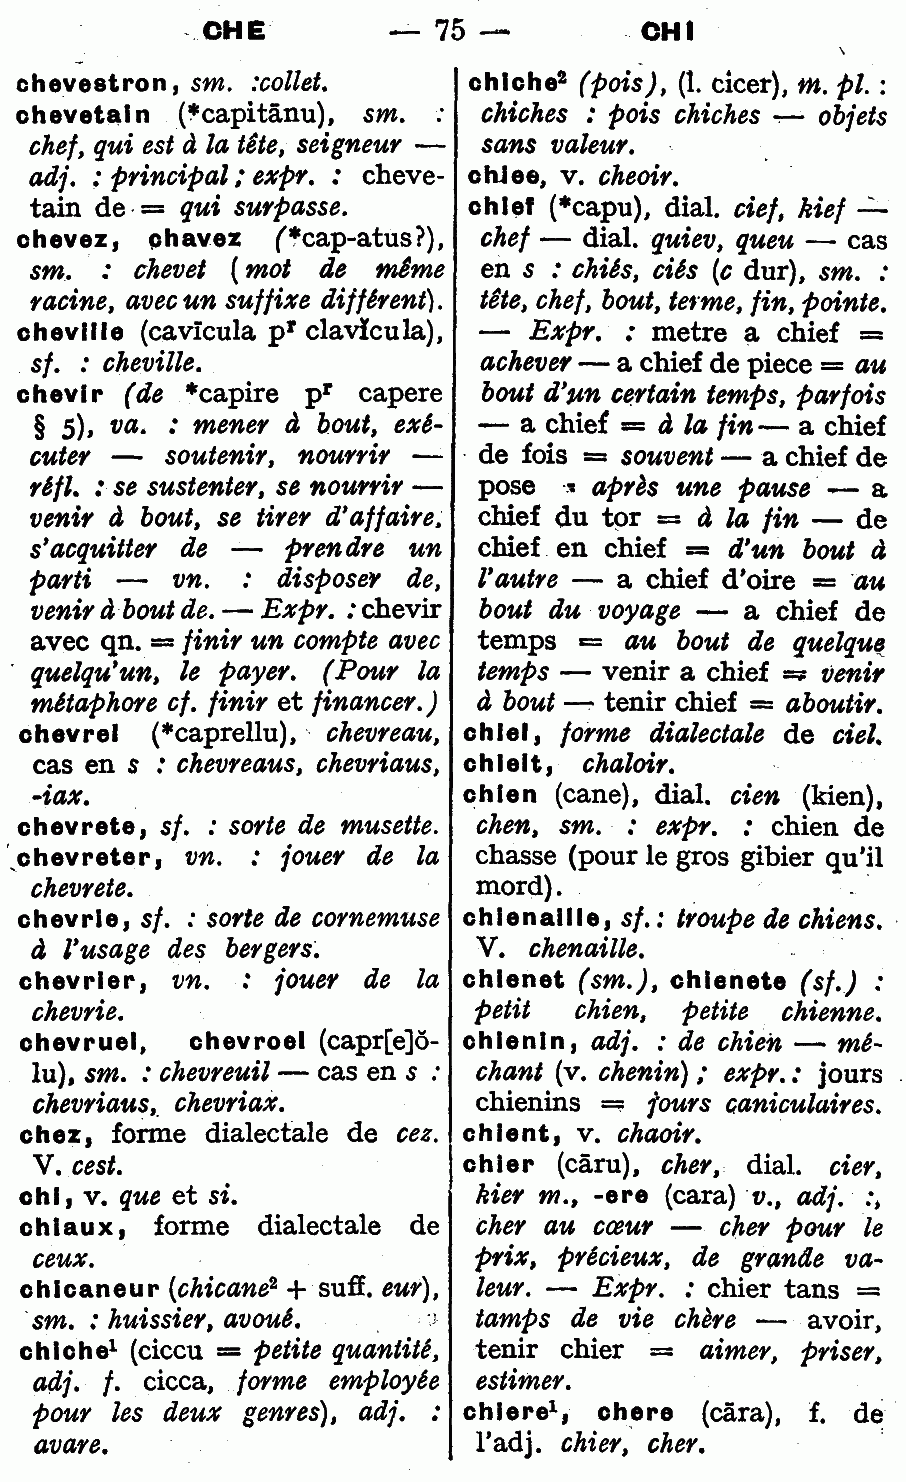 CHE — 75 — CHI
chevestron, sm. : collet.
chevetain (*capitānu), sm. :
chef, qui est à la tête, seigneur —
adj. : principal ; expr. : cheve-
tain de = qui surpasse.
chevez, chavez (*cap-atus?),
sm. : chevet (mot de même
racine, avec un suffixe différent).
cheville (cavīcula pʳ clavĭcula),
sf. : cheville.
chevir (de *capire pʳ capere
§ 5), va. : mener à bout, exé-
cuter — soutenir, nourrir —
réfl. : se sustenter, se nourrir —
venir à bout, se tirer d'affaire,
s'acquitter de — prendre un
parti — vn. : disposer de,
venir à bout de. — Expr. : chevir
avec qn. = finir un compte avec
quelqu'un, le payer. (Pour la
métaphore cf. finir et financer.)
chevrel (*caprellu), chevreau,
cas en s : chevreaus, chevriaus,
-iax.
chevrete, sf. : sorte de musette.
chevreter, vn. : jouer de la
chevrete.
chevrie, sf. : sorte de cornemuse
à l'usage des bergers.
chevrier, vn. : jouer de la
chevrie.
chevruel, chevroel (capr[e]ŏ-
lu), sm. : chevreuil — cas en s :
chevriaus, chevriax.
chez, forme dialectale de cez.
V. cest.
chi, v. que et si.
chiaux, forme dialectale de
ceux.
chicaneur (chicane² + suff. eur),
sm. : huissier, avoué.
chiche¹ (ciccu = petite quantité,
adj. f. cicca, forme employée
pour les deux genres), adj. :
avare.
chiche² (pois), (l. cicer), m. pl. :
chiches : pois chiches — objets
sans valeur.
chiee, v. cheoir.
chief (*capu), dial. cief, kief —
chef — dial. quiev, queu — cas
en s : chiés, ciés (c dur), sm. :
tête, chef, bout, terme, fin, pointe.
— Expr. : metre a chief =
achever — a chief de piece = au
bout d'un certain temps, parfois
— a chief = à la fin — a chief
de fois = souvent — a chief de
pose = après une pause — a
chief du tor = à la fin — de
chief en chief = d'un bout à
l'autre — a chief d'oire = au
bout du voyage — a chief de
temps = au bout de quelque
temps — venir a chief = venir
à bout — tenir chief = aboutir.
chiel, forme dialectale de ciel.
chielt, chaloir.
chien (cane), dial. cien (kien),
chen, sm. : expr. : chien de
chasse (pour le gros gibier qu'il
mord).
chienaille, sf. : troupe de chiens.
V. chenaille.
chienet (sm.), chienete (sf.) :
petit chien, petite chienne.
chienin, adj. : de chien — mé-
chant (v. chenin) ; expr. : jours
chienins = jours caniculaires.
chient, v. chaoir.
chier (cāru), cher, dial. cier,
kier m., -ere (cara) v., adj. :,
cher au cœur — cher pour le
prix, précieux, de grande va-
leur. — Expr. : chier tans =
tamps de vie chère — avoir,
tenir chier = aimer, priser,
estimer.
chiere¹, chere (cāra), f. de
l'adj. chier, cher.